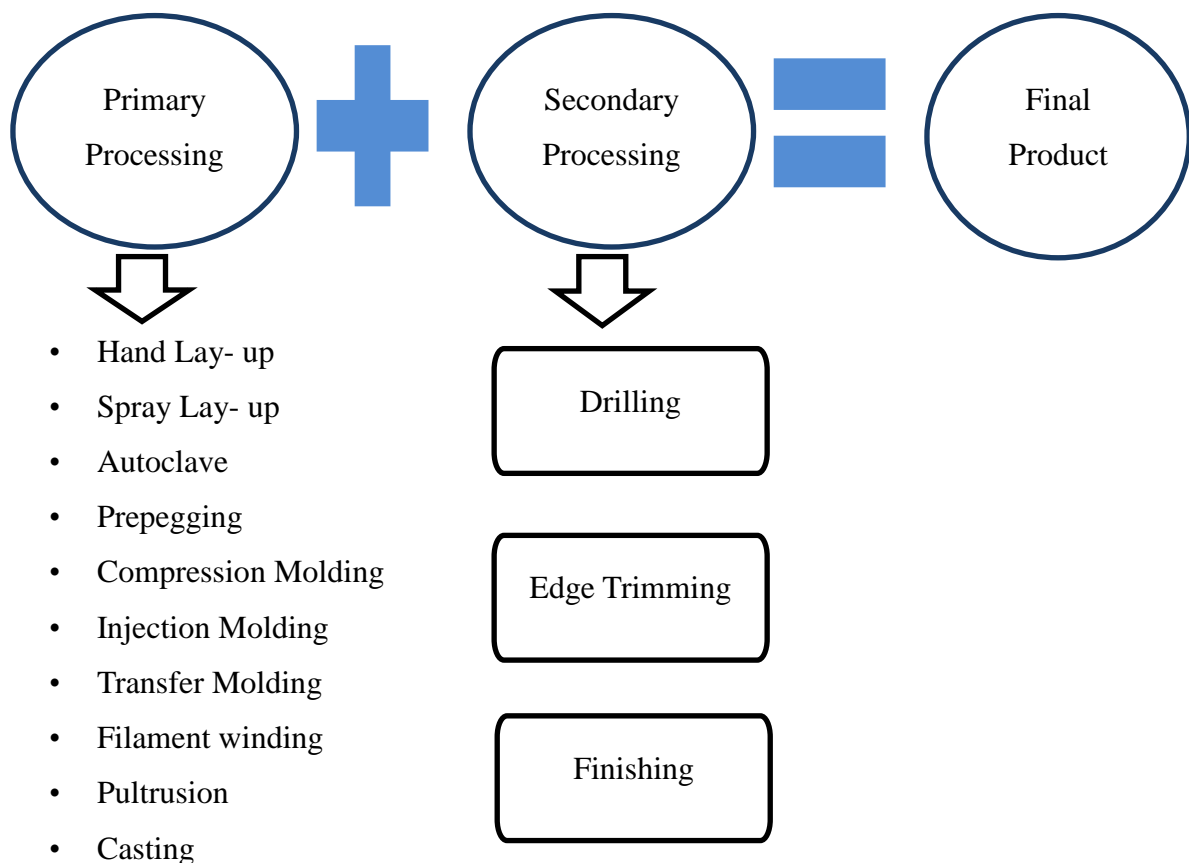 Primary
Processing
Secondary
Processing
Final
Product
• Hand Lay- up
• Spray Lay- up
• Autoclave
• Prepegging
• Compression Molding
• Injection Molding
• Transfer Molding
• Filament winding
• Pultrusion
• Casting
Drilling
Edge Trimming
Finishing